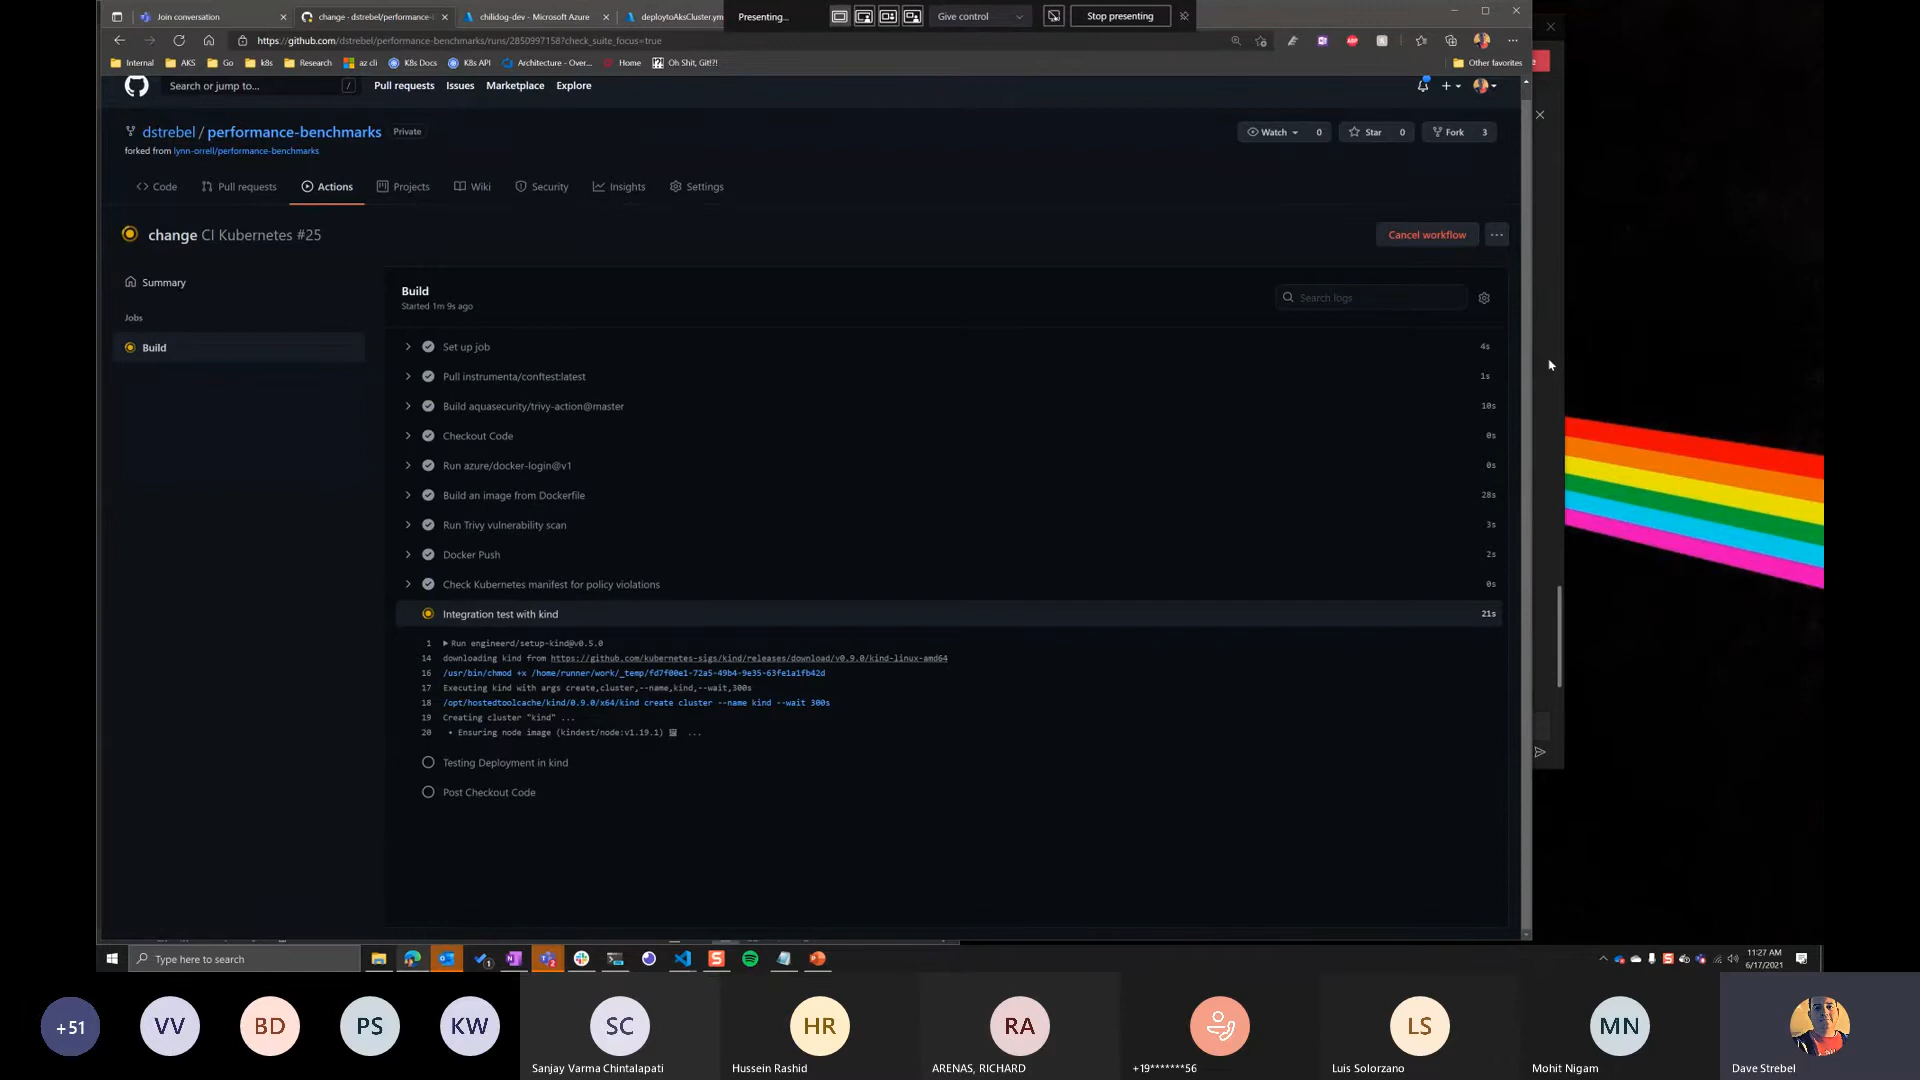 Join conversation
change · dstrebel/performance-
chilidog-dev - Microsoft Azure
deploytoAksCluster.ym
Presenting...
Give control
Stop presenting
https://github.com/dstrebel/performance-benchmarks/runs/2850997158?check_suite_focus=true
Internal
AKS
Go
k8s
Research
az cli
K8s Docs
K8s API
Architecture - Over...
Home
Oh Shit, Git!?!
Other favorites
Search or jump to...
/
Pull requests
Issues
Marketplace
Explore
dstrebel / performance-benchmarks
Private
forked from lynn-orrell/performance-benchmarks
Watch
0
Star
0
Fork
3
Code
Pull requests
Actions
Projects
Wiki
Security
Insights
Settings
change CI Kubernetes #25
Cancel workflow
Summary
Jobs
Build
Build
Started 1m 9s ago
Search logs
Set up job
4s
Pull instrumenta/conftest:latest
1s
Build aquasecurity/trivy-action@master
10s
Checkout Code
0s
Run azure/docker-login@v1
0s
Build an image from Dockerfile
28s
Run Trivy vulnerability scan
3s
Docker Push
2s
Check Kubernetes manifest for policy violations
0s
Integration test with kind
21s
1 ▶ Run engineerd/setup-kind@v0.5.0
14 downloading kind from https://github.com/kubernetes-sigs/kind/releases/download/v0.9.0/kind-linux-amd64
16 /usr/bin/chmod +x /home/runner/work/_temp/fd7f00e1-72a5-49b4-9e35-63fe1a1fb42d
17 Executing kind with args create,cluster,--name,kind,--wait,300s
18 /opt/hostedtoolcache/kind/0.9.0/x64/kind create cluster --name kind --wait 300s
19 Creating cluster "kind" ...
20 • Ensuring node image (kindest/node:v1.19.1) ...
Testing Deployment in kind
Post Checkout Code
Type here to search
11:27 AM
6/17/2021
+51
VV
BD
PS
KW
SC
HR
RA
LS
MN
Sanjay Varma Chintalapati
Hussein Rashid
ARENAS, RICHARD
+19*******56
Luis Solorzano
Mohit Nigam
Dave Strebel